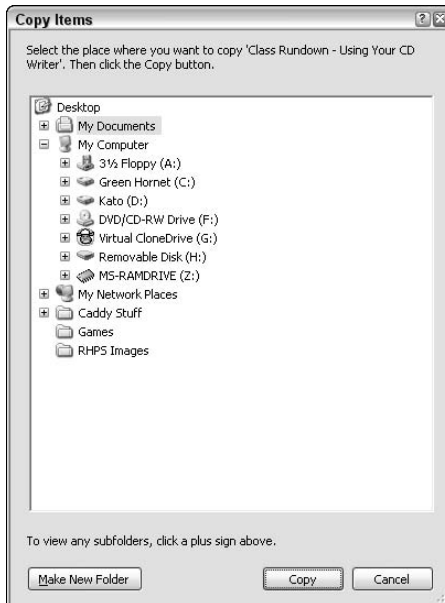 Copy Items
Select the place where you want to copy 'Class Rundown - Using Your CD
Writer'. Then click the Copy button.
Desktop
My Documents
My Computer
3½ Floppy (A:)
Green Hornet (C:)
Kato (D:)
DVD/CD-RW Drive (F:)
Virtual CloneDrive (G:)
Removable Disk (H:)
MS-RAMDRIVE (Z:)
My Network Places
Caddy Stuff
Games
RHPS Images
To view any subfolders, click a plus sign above.
Make New Folder Copy Cancel